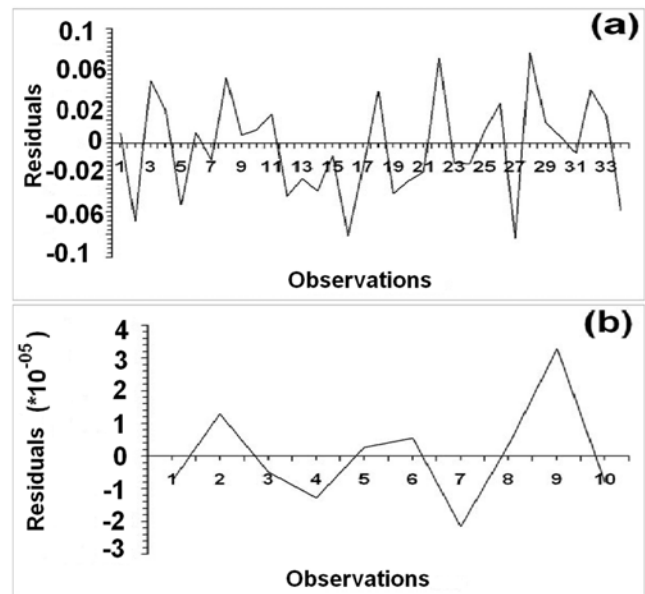 (a)
0.1
0.06
0.02
0
-0.02
-0.06
-0.1
Residuals
1 3 5 7 9 11 13 15 17 19 21 23 25 27 29 31 33
Observations
(b)
4
3
2
1
0
-1
-2
-3
Residuals (*10-05)
1 2 3 4 5 6 7 8 9 10
Observations